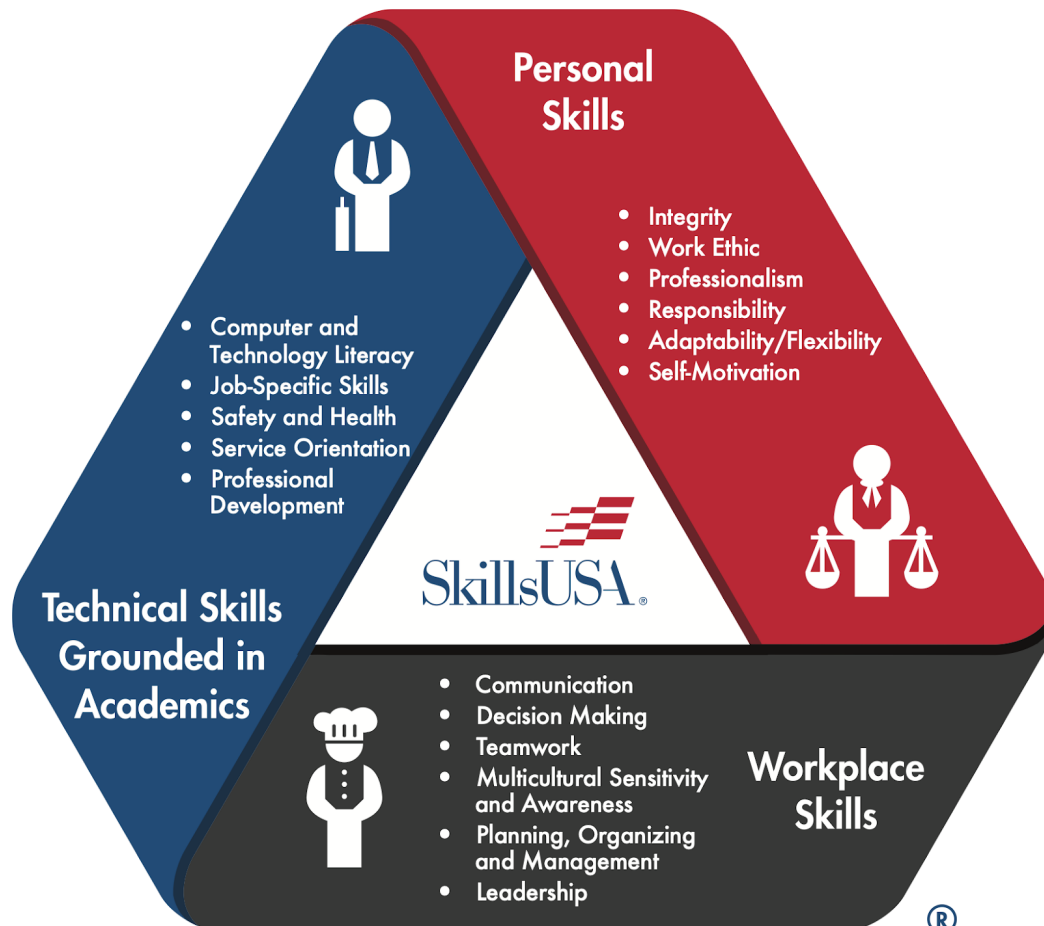 Personal
Skills
• Integrity
• Work Ethic
• Professionalism
• Responsibility
• Adaptability/Flexibility
• Self-Motivation
• Computer and
Technology Literacy
• Job-Specific Skills
• Safety and Health
• Service Orientation
• Professional
Development
Technical Skills
Grounded in
Academics
SkillsUSA®
• Communication
• Decision Making
• Teamwork
• Multicultural Sensitivity
and Awareness
• Planning, Organizing
and Management
• Leadership
Workplace
Skills
®